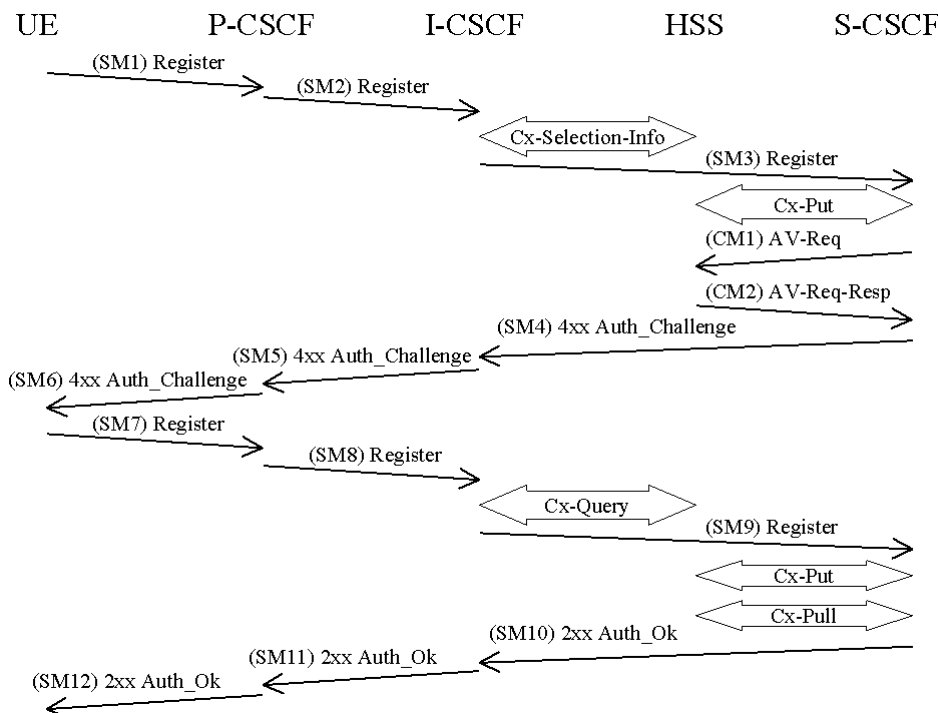 UE P-CSCF I-CSCF HSS S-CSCF
(SM1) Register
(SM2) Register
Cx-Selection-Info
(SM3) Register
Cx-Put
(CM1) AV-Req
(CM2) AV-Req-Resp
(SM4) 4xx Auth_Challenge
(SM5) 4xx Auth_Challenge
(SM6) 4xx Auth_Challenge
(SM7) Register
(SM8) Register
Cx-Query
(SM9) Register
Cx-Put
Cx-Pull
(SM10) 2xx Auth_Ok
(SM11) 2xx Auth_Ok
(SM12) 2xx Auth_Ok